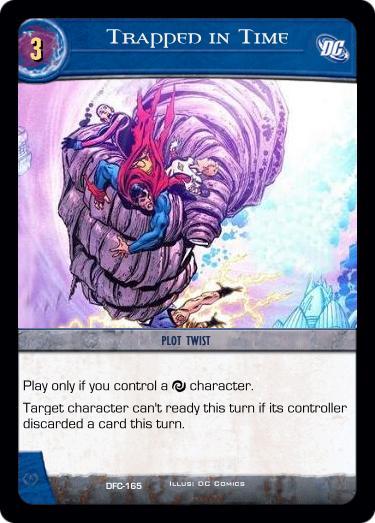 3
Trapped in Time
DC
PLOT TWIST
Play only if you control a character.
Target character can't ready this turn if its controller
discarded a card this turn.
DFC-165
Illus: DC Comics